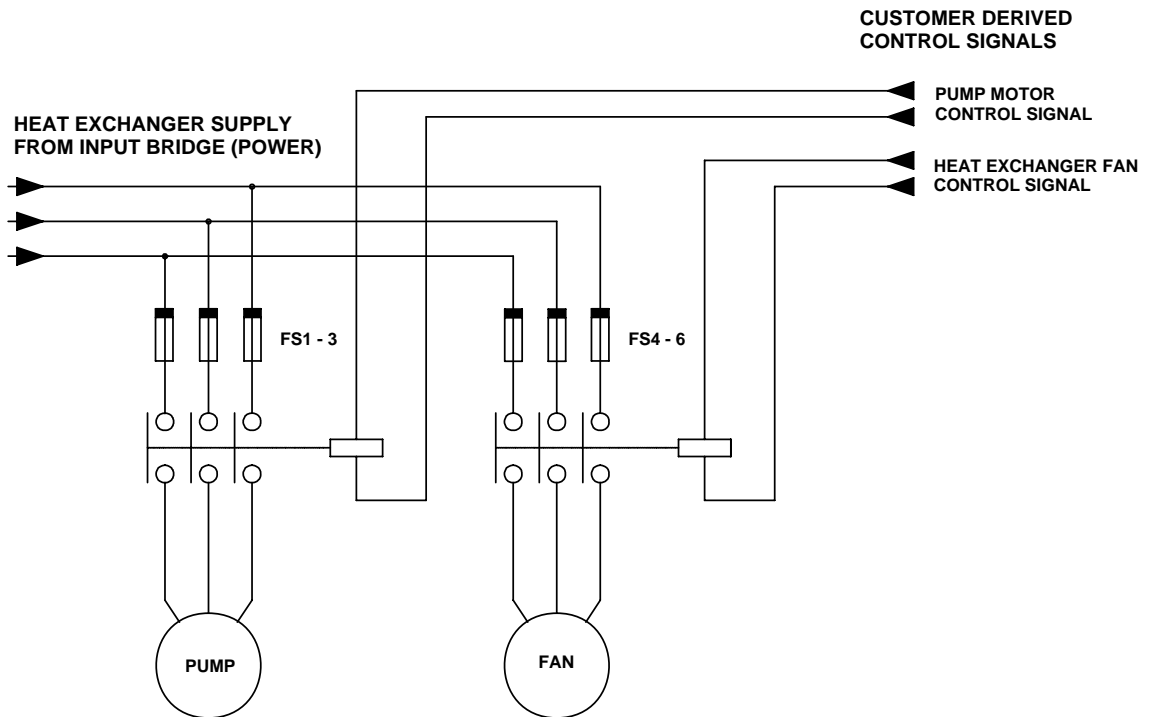 CUSTOMER DERIVED
CONTROL SIGNALS
PUMP MOTOR
CONTROL SIGNAL
HEAT EXCHANGER SUPPLY
FROM INPUT BRIDGE (POWER)
HEAT EXCHANGER FAN
CONTROL SIGNAL
FS1 - 3
FS4 - 6
PUMP
FAN